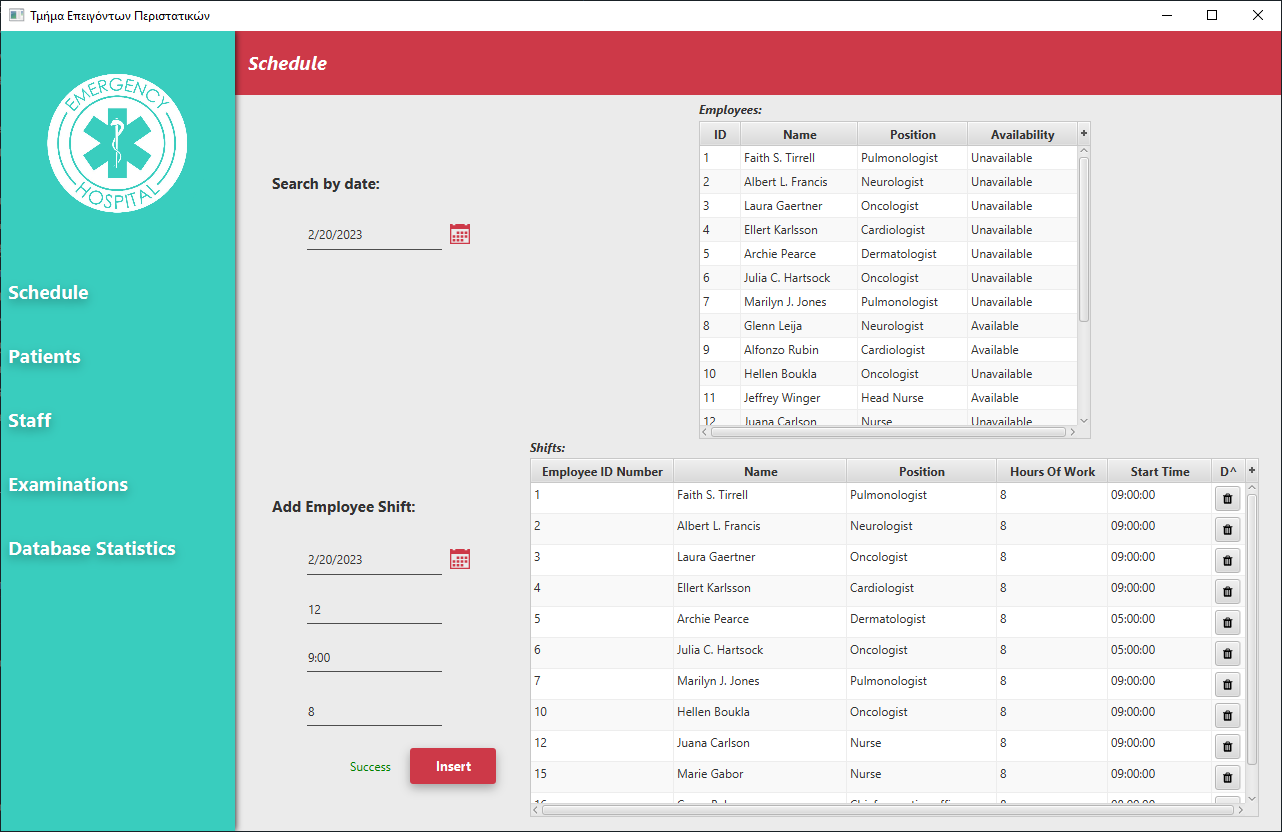 Τμήμα Επειγόντων Περιστατικών
EMERGENCY
HOSPITAL
Schedule
Patients
Staff
Examinations
Database Statistics
Schedule
Search by date:
2/20/2023
Employees:
ID Name Position Availability +
1 Faith S. Tirrell Pulmonologist Unavailable
2 Albert L. Francis Neurologist Unavailable
3 Laura Gaertner Oncologist Unavailable
4 Ellert Karlsson Cardiologist Unavailable
5 Archie Pearce Dermatologist Unavailable
6 Julia C. Hartsock Oncologist Unavailable
7 Marilyn J. Jones Pulmonologist Unavailable
8 Glenn Leija Neurologist Available
9 Alfonzo Rubin Cardiologist Available
10 Hellen Boukla Oncologist Unavailable
11 Jeffrey Winger Head Nurse Available
12 Juana Carlson Nurse Unavailable
Add Employee Shift:
2/20/2023
12
9:00
8
Success
Insert
Shifts:
Employee ID Number Name Position Hours Of Work Start Time D^ +
1 Faith S. Tirrell Pulmonologist 8 09:00:00
2 Albert L. Francis Neurologist 8 09:00:00
3 Laura Gaertner Oncologist 8 09:00:00
4 Ellert Karlsson Cardiologist 8 09:00:00
5 Archie Pearce Dermatologist 8 05:00:00
6 Julia C. Hartsock Oncologist 8 05:00:00
7 Marilyn J. Jones Pulmonologist 8 09:00:00
10 Hellen Boukla Oncologist 8 09:00:00
12 Juana Carlson Nurse 8 09:00:00
15 Marie Gabor Nurse 8 09:00:00